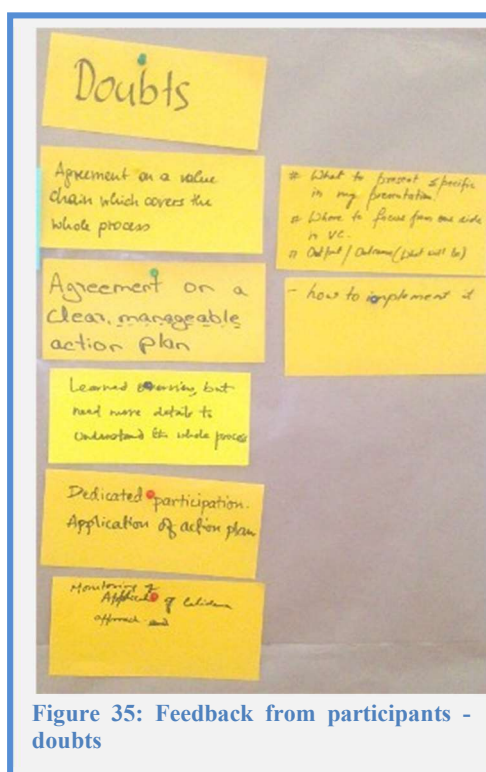 Doubts
Agreement on a value
chain which covers the
whole process
Agreement on a
clear, manageable
action plan
Learned overview, but
need more details to
understand the whole process
Dedicated participation.
Application of action plan
Monitoring of
of
approach and
# What to present specific
in my presentation
# Where to focus from our side
in VC.
# Output / Outcome (what will be)
- how to implement it
Figure 35: Feedback from participants -
doubts